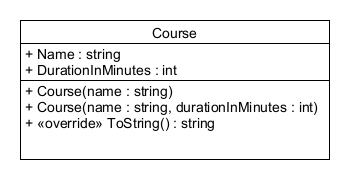 Course
+ Name : string
+ DurationInMinutes : int
+ Course(name : string)
+ Course(name : string, durationInMinutes : int)
+ «override» ToString() : string